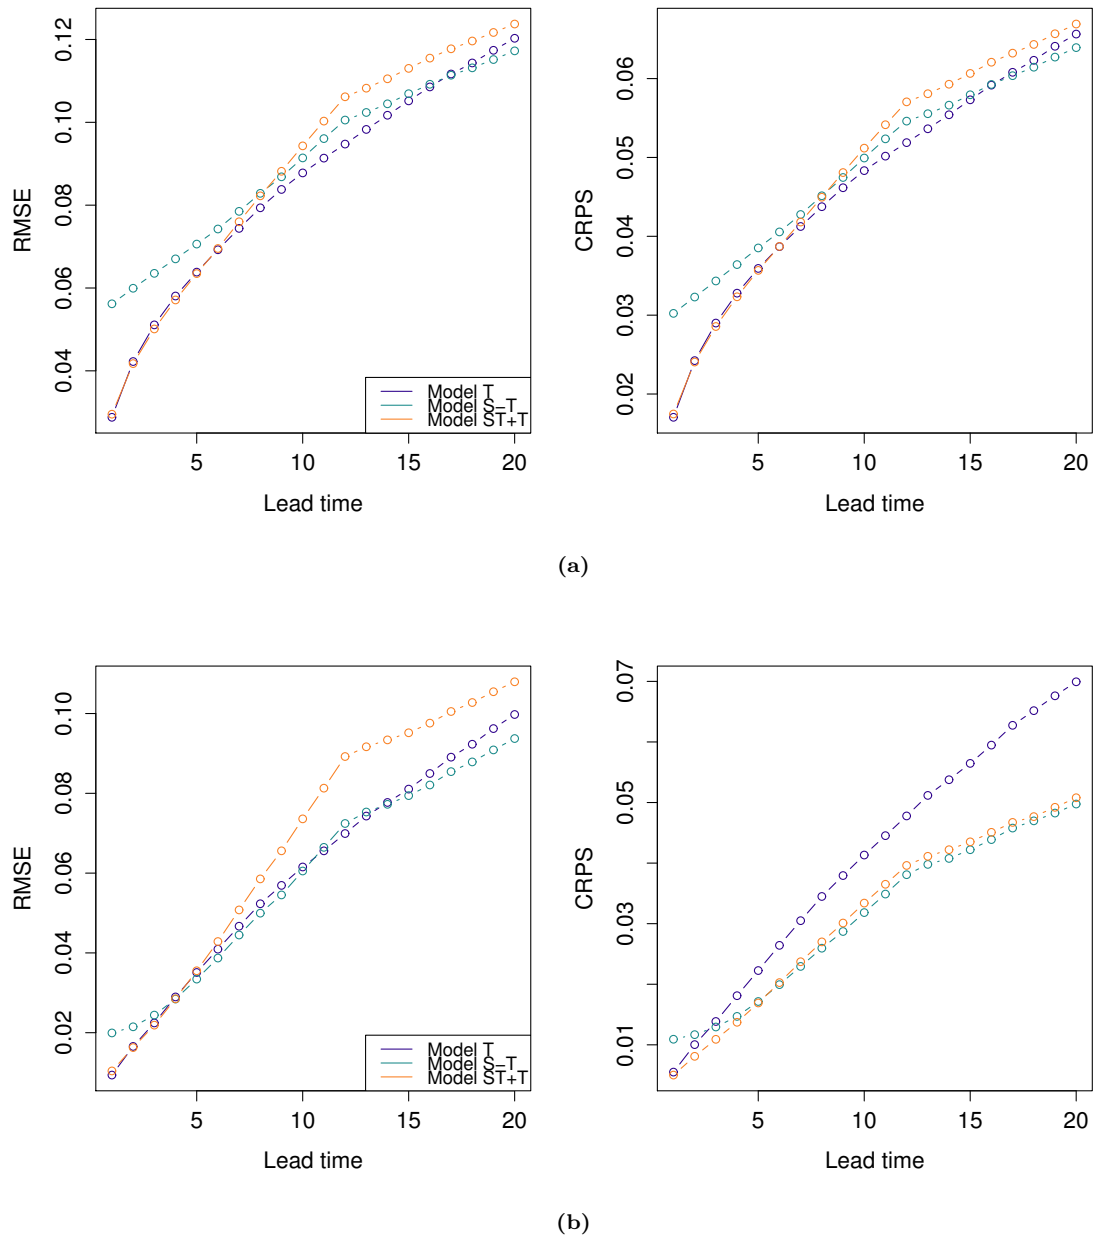 RMSE
0.04 0.06 0.08 0.10 0.12
Model T
Model S−T
Model ST+T
5 10 15 20
Lead time
CRPS
0.02 0.03 0.04 0.05 0.06
5 10 15 20
Lead time
(a)
RMSE
0.02 0.04 0.06 0.08 0.10
Model T
Model S−T
Model ST+T
5 10 15 20
Lead time
CRPS
0.01 0.03 0.05 0.07
5 10 15 20
Lead time
(b)